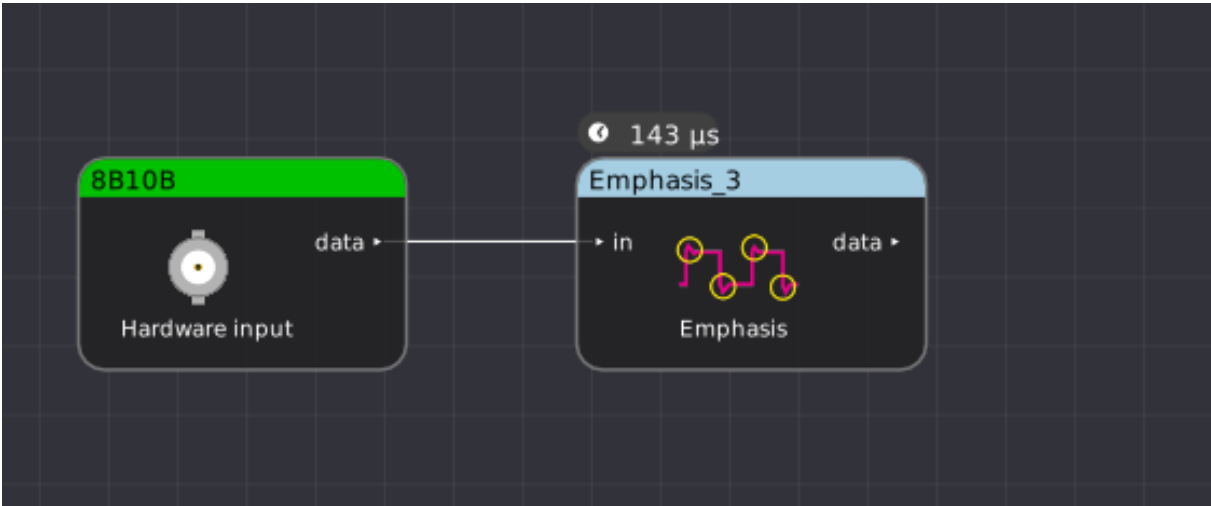 143 µs
8B10B
data
Hardware input
Emphasis_3
in
data
Emphasis